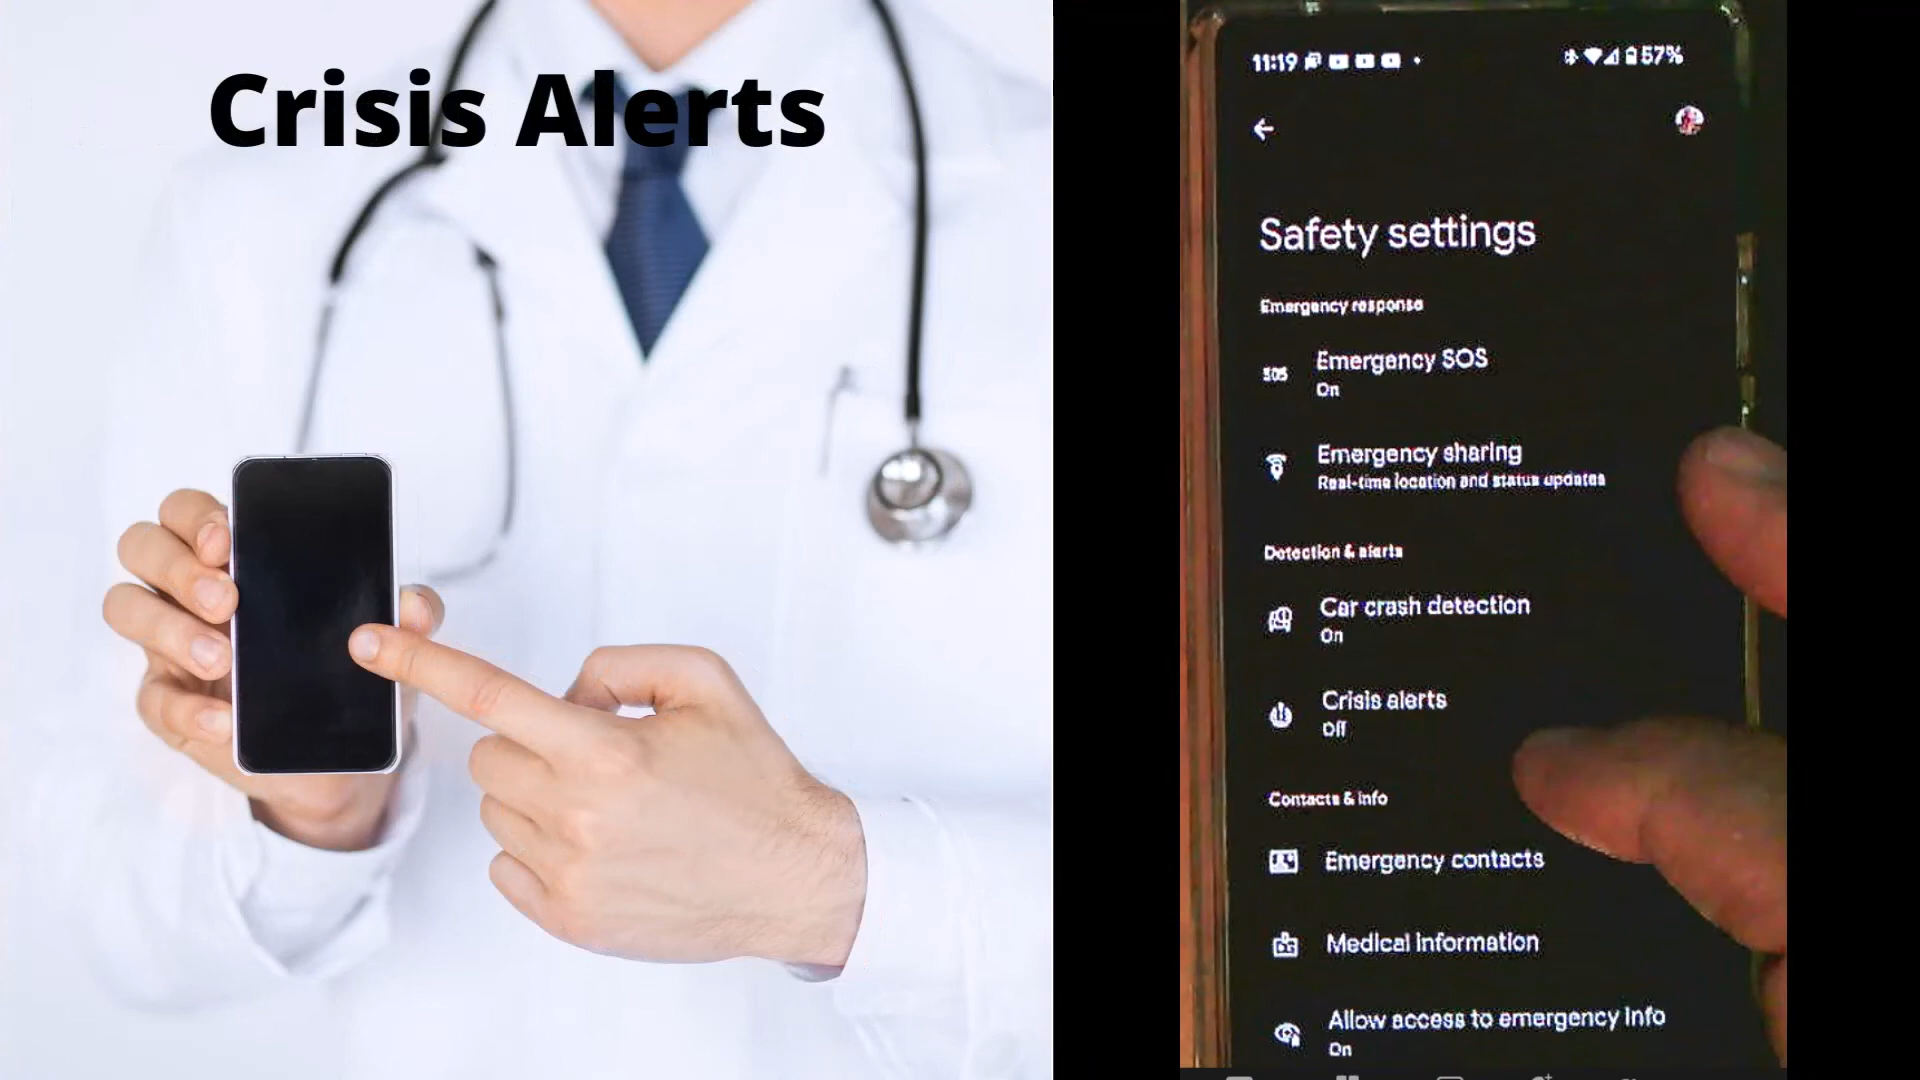 Crisis Alerts
11:19
57%
Safety settings
Emergency response
SOS
Emergency SOS
On
Emergency sharing
Real-time location and status updates
Detection & alerts
Car crash detection
On
Crisis alerts
Off
Contacts & info
Emergency contacts
Medical information
Allow access to emergency info
On